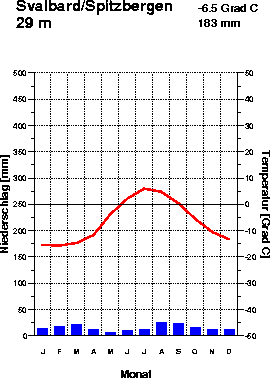 Svalbard/Spitzbergen
-6.5 Grad C
29 m
183 mm
500
50
450
40
400
30
350
20
300
10
250
0
200
-10
150
-20
100
-30
50
-40
0
-50
Niederschlag [mm]
Temperatur [Grad C]
J F M A M J J A S O N D
Monat